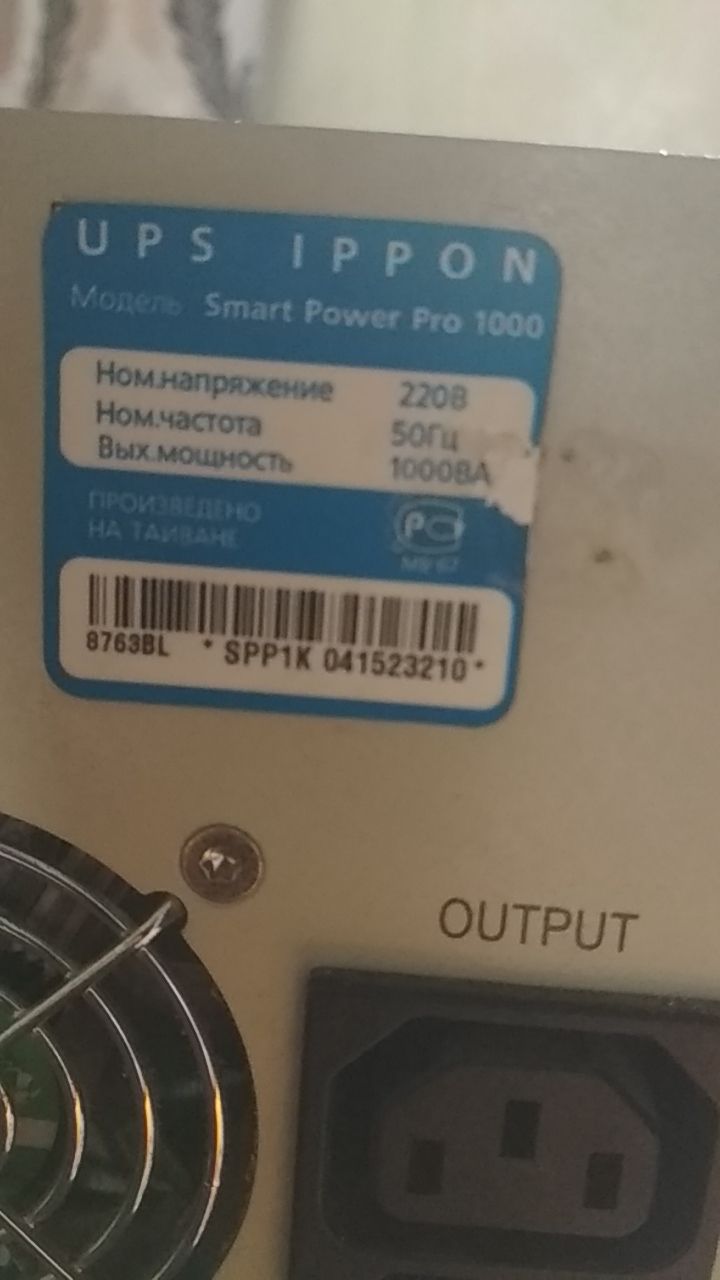 UPS IPPON
Модель Smart Power Pro 1000
Ном.напряжение 220В
Ном.частота 50Гц
Вых.мощность 1000ВА
ПРОИЗВЕДЕНО
НА ТАЙВАНЕ
8763BL * SPP1K 041523210 *
OUTPUT